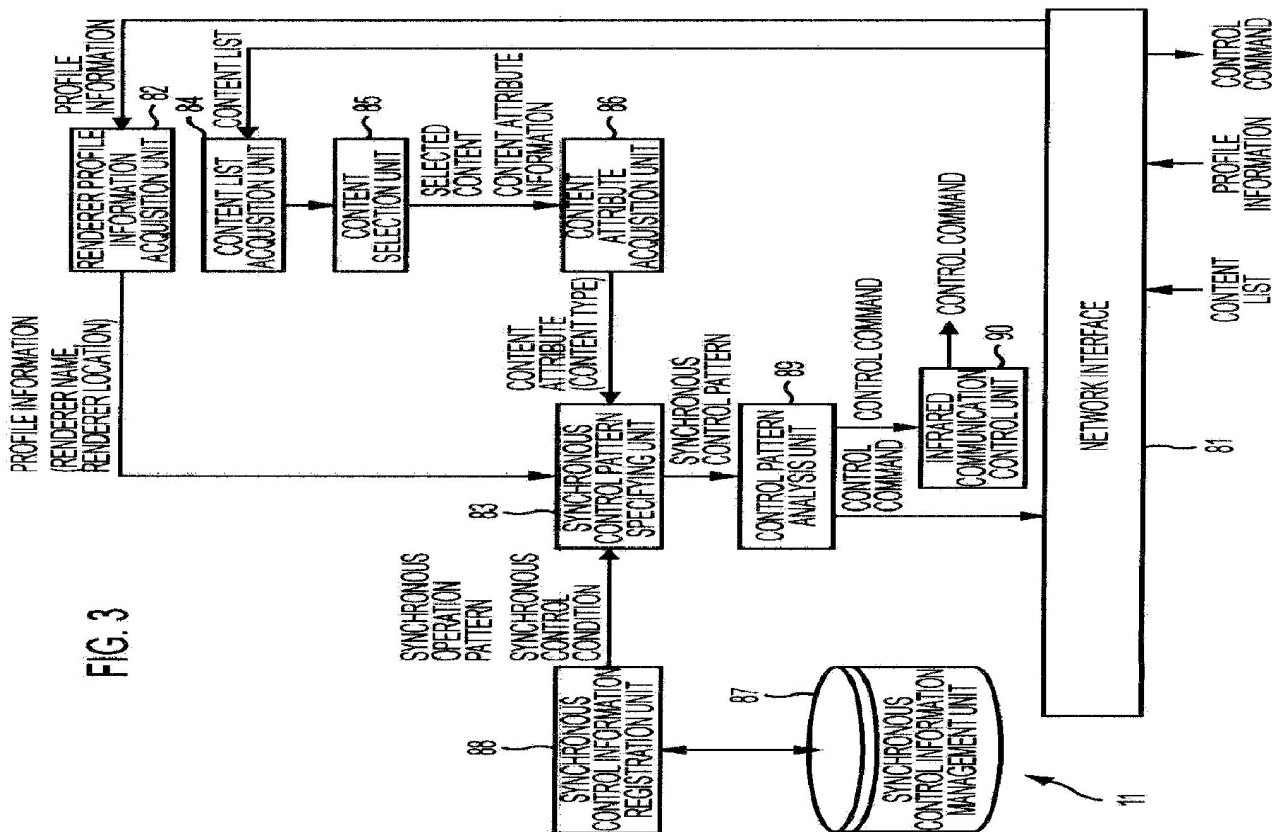 FIG. 3
PROFILE INFORMATION
(RENDERER NAME,
RENDERER LOCATION)
PROFILE
INFORMATION
82
RENDERER PROFILE
INFORMATION
ACQUISITION UNIT
84
CONTENT LIST
CONTENT LIST
ACQUISITION UNIT
85
CONTENT
SELECTION UNIT
SELECTED
CONTENT
CONTENT ATTRIBUTE
INFORMATION
86
CONTENT
ATTRIBUTE
ACQUISITION UNIT
CONTENT
ATTRIBUTE
(CONTENT TYPE)
SYNCHRONOUS
OPERATION
PATTERN
SYNCHRONOUS
CONTROL
CONDITION
88
SYNCHRONOUS
CONTROL INFORMATION
REGISTRATION UNIT
83
SYNCHRONOUS
CONTROL PATTERN
SPECIFYING UNIT
SYNCHRONOUS
CONTROL PATTERN
87
SYNCHRONOUS
CONTROL INFORMATION
MANAGEMENT UNIT
89
CONTROL PATTERN
ANALYSIS UNIT
CONTROL
COMMAND
CONTROL COMMAND
90
INFRARED
COMMUNICATION
CONTROL UNIT
CONTROL COMMAND
11
NETWORK INTERFACE
81
CONTENT
LIST
PROFILE
INFORMATION
CONTROL
COMMAND